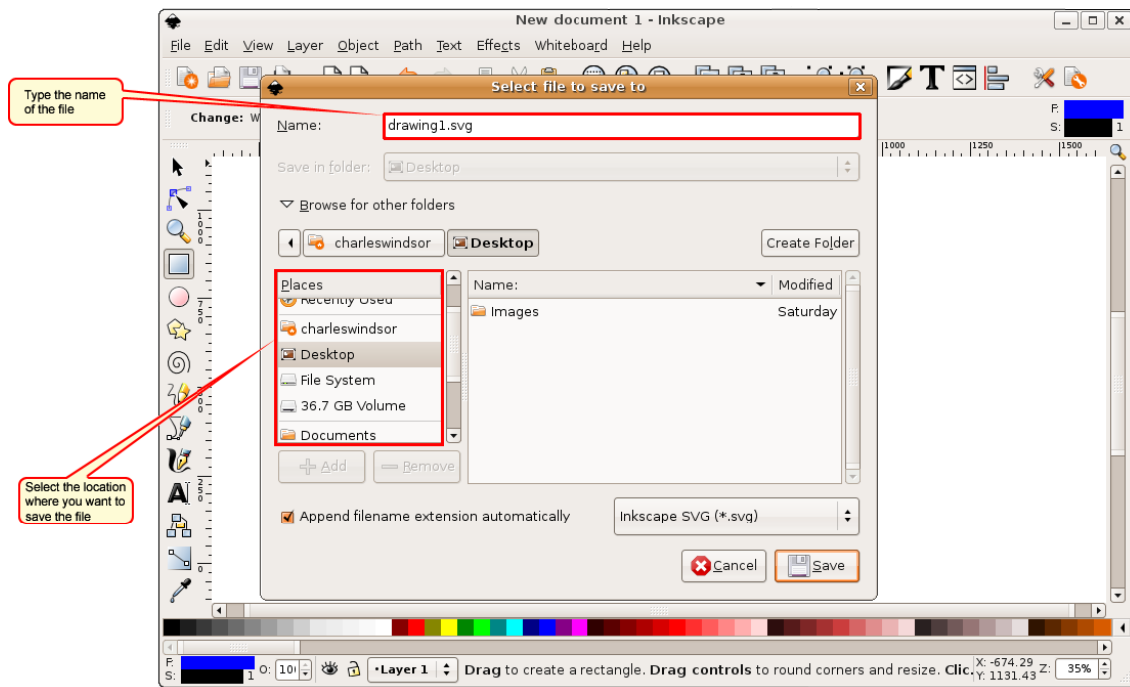 New document 1 - Inkscape
File Edit View Layer Object Path Text Effects Whiteboard Help
Type the name
of the file
Select file to save to
Change: W
Name: drawing1.svg
F:
S: 1
Save in folder: Desktop
1000 1250 1500
Browse for other folders
charleswindsor Desktop Create Folder
Places
Recently Used
charleswindsor
Desktop
File System
36.7 GB Volume
Documents
Name: Modified
Images Saturday
Add Remove
Select the location
where you want to
save the file
Append filename extension automatically Inkscape SVG (*.svg)
Cancel Save
F:
S: 1
O: 10 Layer 1 Drag to create a rectangle. Drag controls to round corners and resize. Clic. X: -674.29 Z: 35%
Y: 1131.43